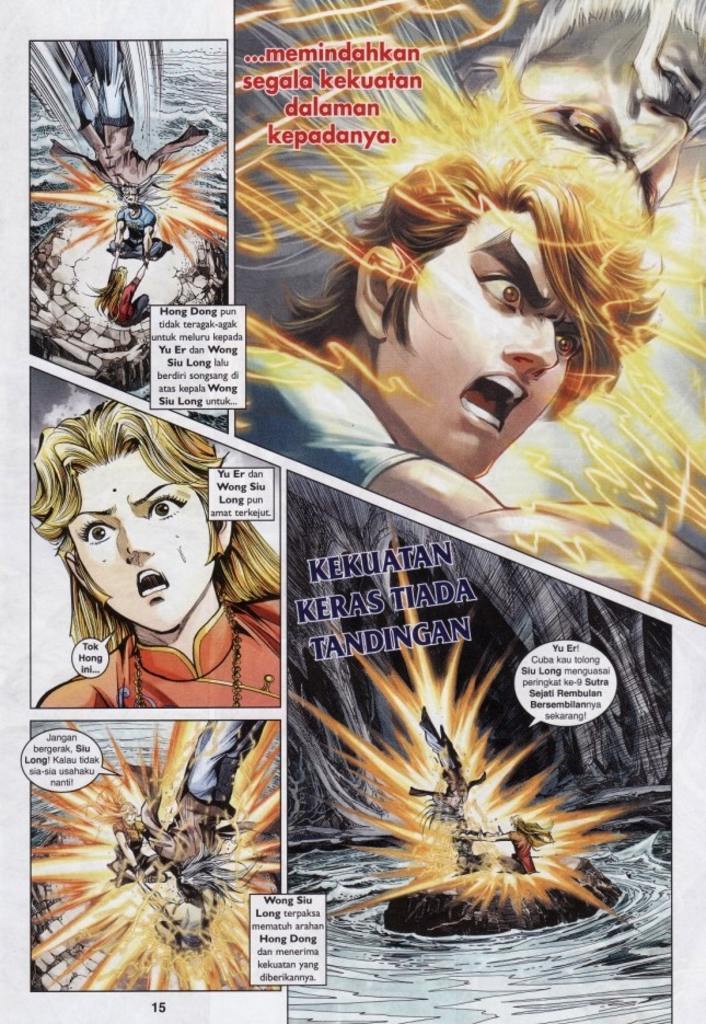 Hong Dong pun
tidak teragak-agak
untuk meluru kepada
Yu Er dan Wong
Siu Long lalu
berdiri songsang di
atas kepala Wong
Siu Long untuk...
...memindahkan
segala kekuatan
dalaman
kepadanya.
Yu Er dan
Wong Siu
Long pun
amat terkejut.
Tok
Hong
ini...
KEKUATAN
KERAS TIADA
TANDINGAN
Yu Er!
Cuba kau tolong
Siu Long menguasai
peringkat ke-9 Sutra
Sejati Rembulan
Bersembilannya
sekarang!
Jangan
bergerak, Siu
Long! Kalau tidak
sia-sia usahaku
nanti!
Wong Siu
Long terpaksa
mematuh arahan
Hong Dong
dan menerima
kekuatan yang
diberikannya.
15